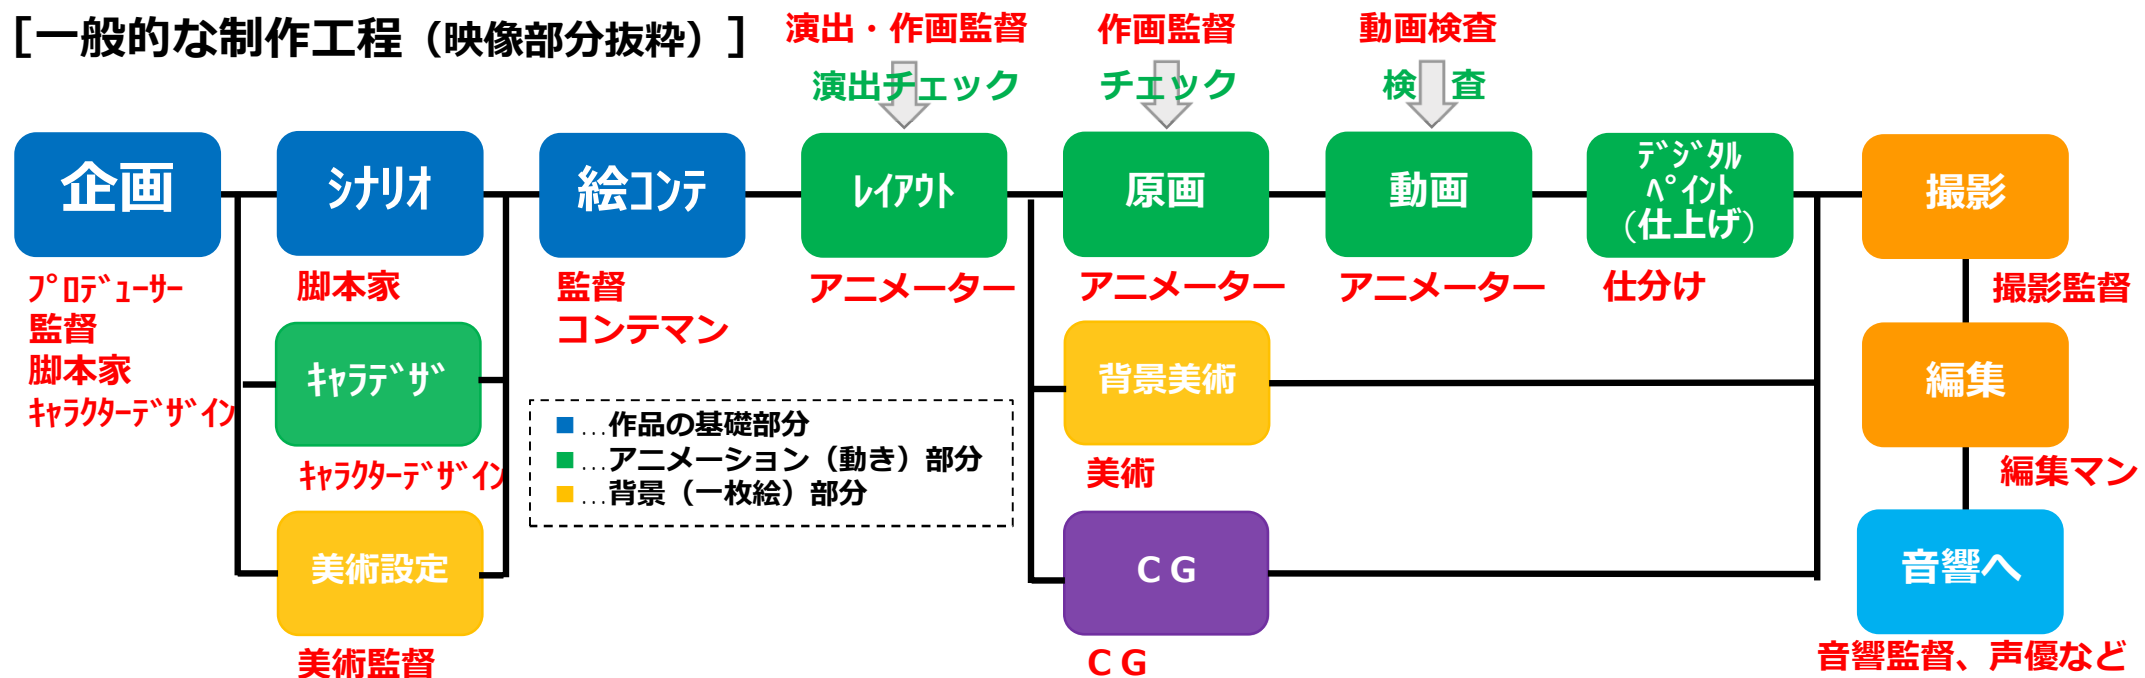 ［一般的な制作工程（映像部分抜粋）］
演出・作画監督
作画監督
動画検査
演出チェック
チェック
検　査
企画
ｼﾅﾘｵ
絵ｺﾝﾃ
ﾚｲｱｳﾄ
原画
動画
ﾃﾞｼﾞﾀﾙ
ﾍﾟｲﾝﾄ
（仕上げ）
撮影
ﾌﾟﾛﾃﾞｭｰｻｰ
監督
脚本家
ｷｬﾗｸﾀｰﾃﾞｻﾞｲﾝ
脚本家
監督
コンテマン
アニメーター
アニメーター
アニメーター
仕分け
撮影監督
ｷｬﾗﾃﾞｻﾞ
背景美術
編集
■…作品の基礎部分
■…アニメーション（動き）部分
■…背景（一枚絵）部分
ｷｬﾗｸﾀｰﾃﾞｻﾞｲﾝ
美術
編集マン
美術設定
ＣＧ
音響へ
美術監督
ＣＧ
音響監督、声優など